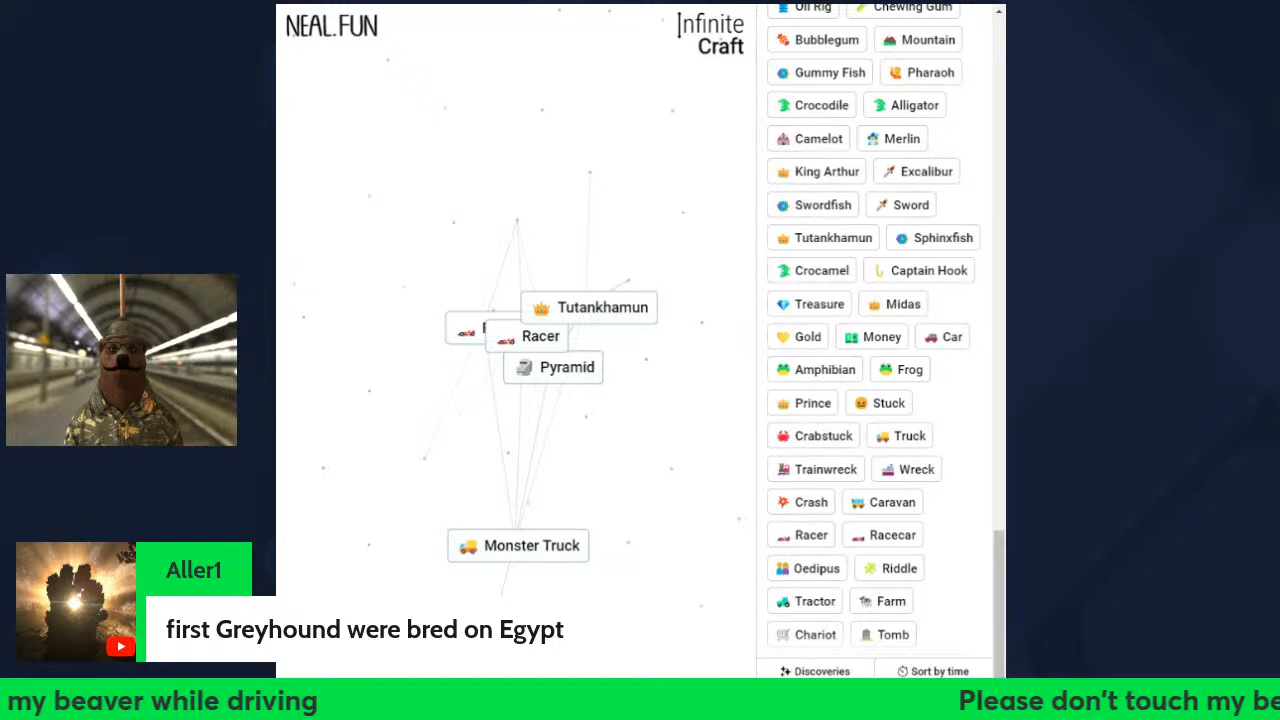 NEAL.FUN
Infinite
Craft
Oil Rig
Chewing Gum
Bubblegum
Mountain
Gummy Fish
Pharaoh
Crocodile
Alligator
Camelot
Merlin
King Arthur
Excalibur
Swordfish
Sword
Tutankhamun
Sphinxfish
Crocamel
Captain Hook
Treasure
Midas
Gold
Money
Car
Amphibian
Frog
Prince
Stuck
Crabstuck
Truck
Trainwreck
Wreck
Crash
Caravan
Racer
Racecar
Oedipus
Riddle
Tractor
Farm
Chariot
Tomb
Discoveries
Sort by time
Tutankhamun
Racer
Pyramid
Monster Truck
Aller1
first Greyhound were bred on Egypt
my beaver while driving
Please don't touch my be